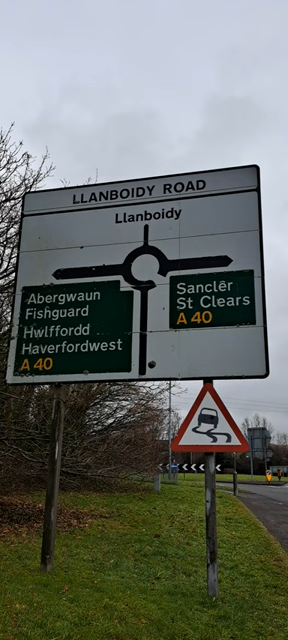 LLANBOIDY ROAD
Llanboidy
Abergwaun
Fishguard
Hwlffordd
Haverfordwest
A 40
Sanclêr
St Clears
A 40